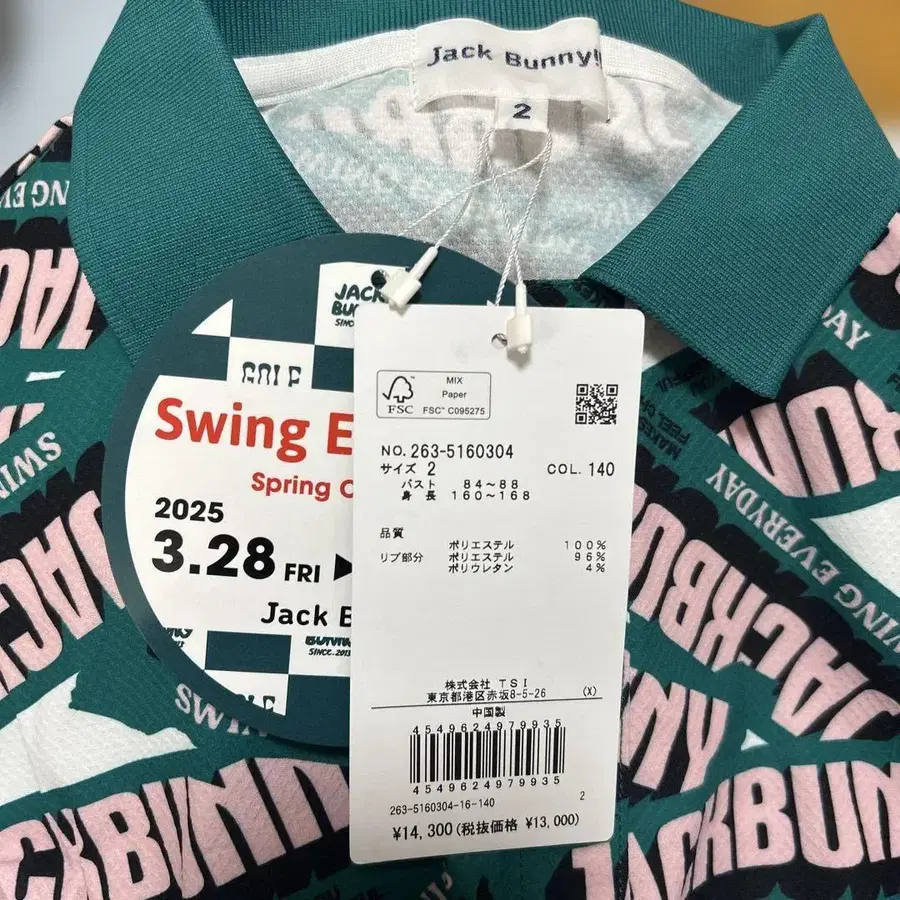 Jack Bunny!!
2
JACK
SINCE
GOLF
Swing E
Spring
2025
3.28 FRI ▶
Jack B
BUNNY
SINCE.2013
MIX
Paper
FSC™ C095275
FSC
NO. 263-5160304
サイズ 2 COL. 140
バスト 84~88
身長 160~168
品質
ポリエステル 100%
リブ部分 ポリエステル 96%
ポリウレタン 4%
株式会社 TSI
東京都港区赤坂8-5-26 (X)
中国製
4549624979935
4549624979935
263-5160304-16-140 2
¥14,300(税抜価格 ¥13,000)
SWING EVERYDAY
MAKES
FEEL
JACKBUNNY